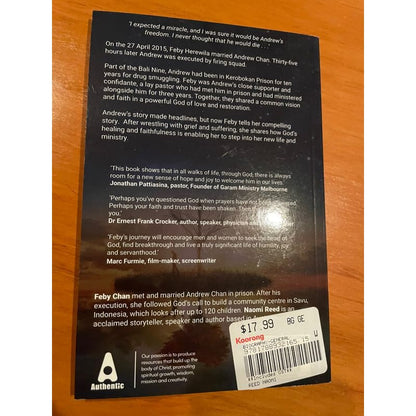 'I expected a miracle, and I was sure it would be Andrew's
freedom. I never thought that he would die . . .'
On the 27 April 2015, Feby Herewila married Andrew Chan. Thirty-five
hours later Andrew was executed by firing squad.
Part of the Bali Nine, Andrew had been in Kerobokan Prison for ten
years for drug smuggling. Feby was Andrew's close supporter and
confidante, a lay pastor who had met him in prison and had ministered
alongside him for three years. Together, they shared a common vision
and faith in a powerful God of love and restoration.
Andrew's story made headlines, but now Feby tells her compelling
story. After wrestling with grief and suffering, she shares how God's
healing and faithfulness is enabling her to step into her new life and
ministry.
'This book shows that in all walks of life, through God, there is always
room for a new sense of hope and joy to welcome him in our lives.'
Jonathan Pattiasina, pastor, Founder of Garam Ministry Melbourne
'Perhaps you've questioned God when prayers have not been answered.
Perhaps your faith and trust have been shaken. Then
you.'
Dr Ernest Frank Crocker, author, speaker, physician
'Feby's journey will encourage men and women to seek the heart of
God, find breakthrough and live a truly significant life of humility, joy
and servanthood.'
Marc Furmie, film-maker, screenwriter
Feby Chan met and married Andrew Chan in prison. After his
execution, she followed God's call to build a community centre in Savu,
Indonesia, which looks after up to 120 children. Naomi Reed is an
acclaimed storyteller, speaker and author based in
Our passion is to produce
resources that build up the
body of Christ, promoting
spiritual growth, wisdom,
mission and creativity.
Authentic
$17.99 BG GE
Koorong
BIOGRAPHY-GENERAL
REED NAOMI